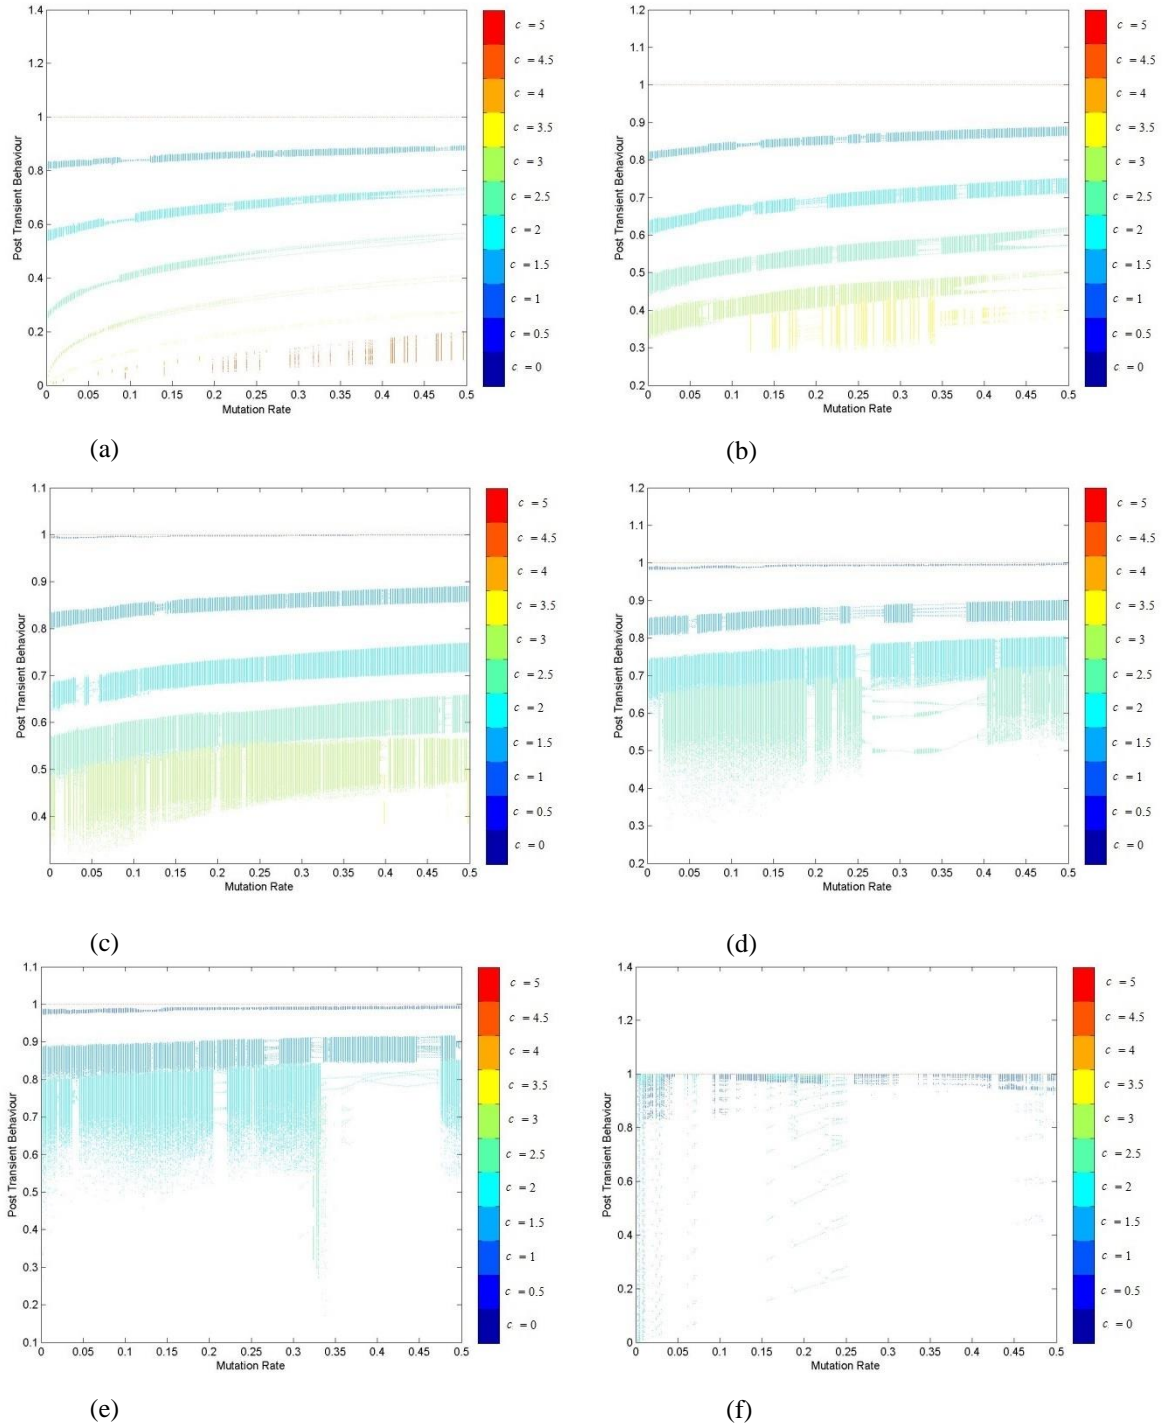 1.4
1.2
1
0.8
0.6
0.4
0.2
0
Post Transient Behaviour
0 0.05 0.1 0.15 0.2 0.25 0.3 0.35 0.4 0.45 0.5
Mutation Rate
c = 5
c = 4.5
c = 4
c = 3.5
c = 3
c = 2.5
c = 2
c = 1.5
c = 1
c = 0.5
c = 0
(a)
1.2
1.1
1
0.9
0.8
0.7
0.6
0.5
0.4
0.3
0.2
Post Transient Behaviour
0 0.05 0.1 0.15 0.2 0.25 0.3 0.35 0.4 0.45 0.5
Mutation Rate
c = 5
c = 4.5
c = 4
c = 3.5
c = 3
c = 2.5
c = 2
c = 1.5
c = 1
c = 0.5
c = 0
(b)
1.1
1
0.9
0.8
0.7
0.6
0.5
0.4
Post Transient Behaviour
0 0.05 0.1 0.15 0.2 0.25 0.3 0.35 0.4 0.45 0.5
Mutation Rate
c = 5
c = 4.5
c = 4
c = 3.5
c = 3
c = 2.5
c = 2
c = 1.5
c = 1
c = 0.5
c = 0
(c)
1.2
1.1
1
0.9
0.8
0.7
0.6
0.5
0.4
0.3
0.2
Post Transient Behaviour
0 0.05 0.1 0.15 0.2 0.25 0.3 0.35 0.4 0.45 0.5
Mutation Rate
c = 5
c = 4.5
c = 4
c = 3.5
c = 3
c = 2.5
c = 2
c = 1.5
c = 1
c = 0.5
c = 0
(d)
1.1
1
0.9
0.8
0.7
0.6
0.5
0.4
0.3
0.2
0.1
Post Transient Behaviour
0 0.05 0.1 0.15 0.2 0.25 0.3 0.35 0.4 0.45 0.5
Mutation Rate
c = 5
c = 4.5
c = 4
c = 3.5
c = 3
c = 2.5
c = 2
c = 1.5
c = 1
c = 0.5
c = 0
(e)
1.4
1.2
1
0.8
0.6
0.4
0.2
0
Post Transient Behaviour
0 0.05 0.1 0.15 0.2 0.25 0.3 0.35 0.4 0.45 0.5
Mutation Rate
c = 5
c = 4.5
c = 4
c = 3.5
c = 3
c = 2.5
c = 2
c = 1.5
c = 1
c = 0.5
c = 0
(f)